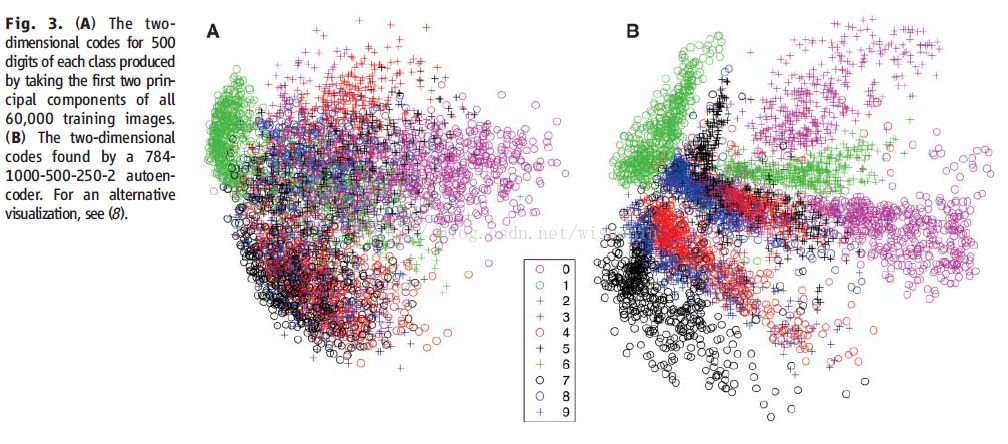 Fig. 3. (A) The two-
dimensional codes for 500
digits of each class produced
by taking the first two prin-
cipal components of all
60,000 training images.
(B) The two-dimensional
codes found by a 784-
1000-500-250-2 autoen-
coder. For an alternative
visualization, see (8).
A
B
0
1
2
3
4
5
6
7
8
9